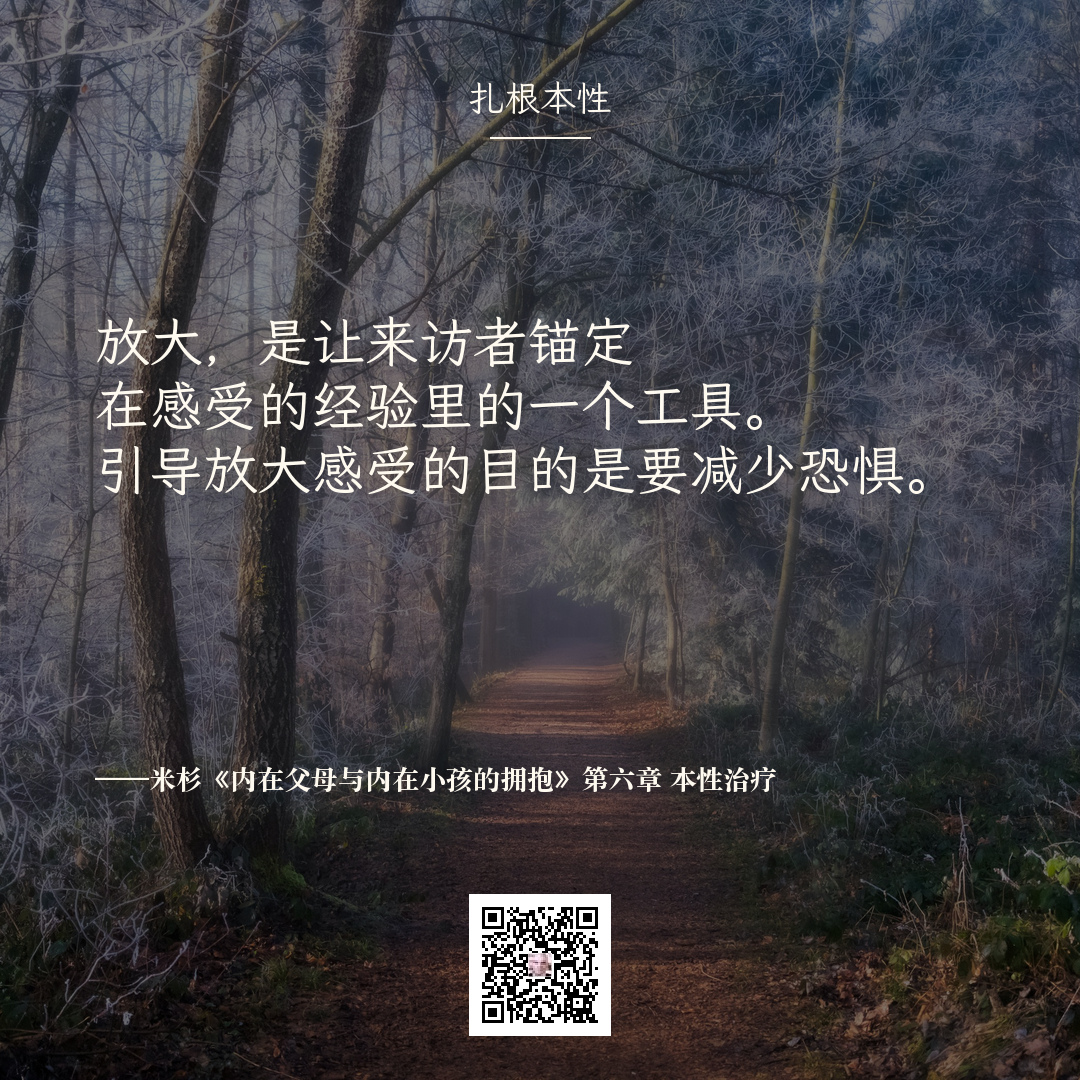 扎根本性
放大，是让来访者锚定
在感受的经验里的一个工具。
引导放大感受的目的是要减少恐惧。
——米杉《内在父母与内在小孩的拥抱》第六章 本性治疗